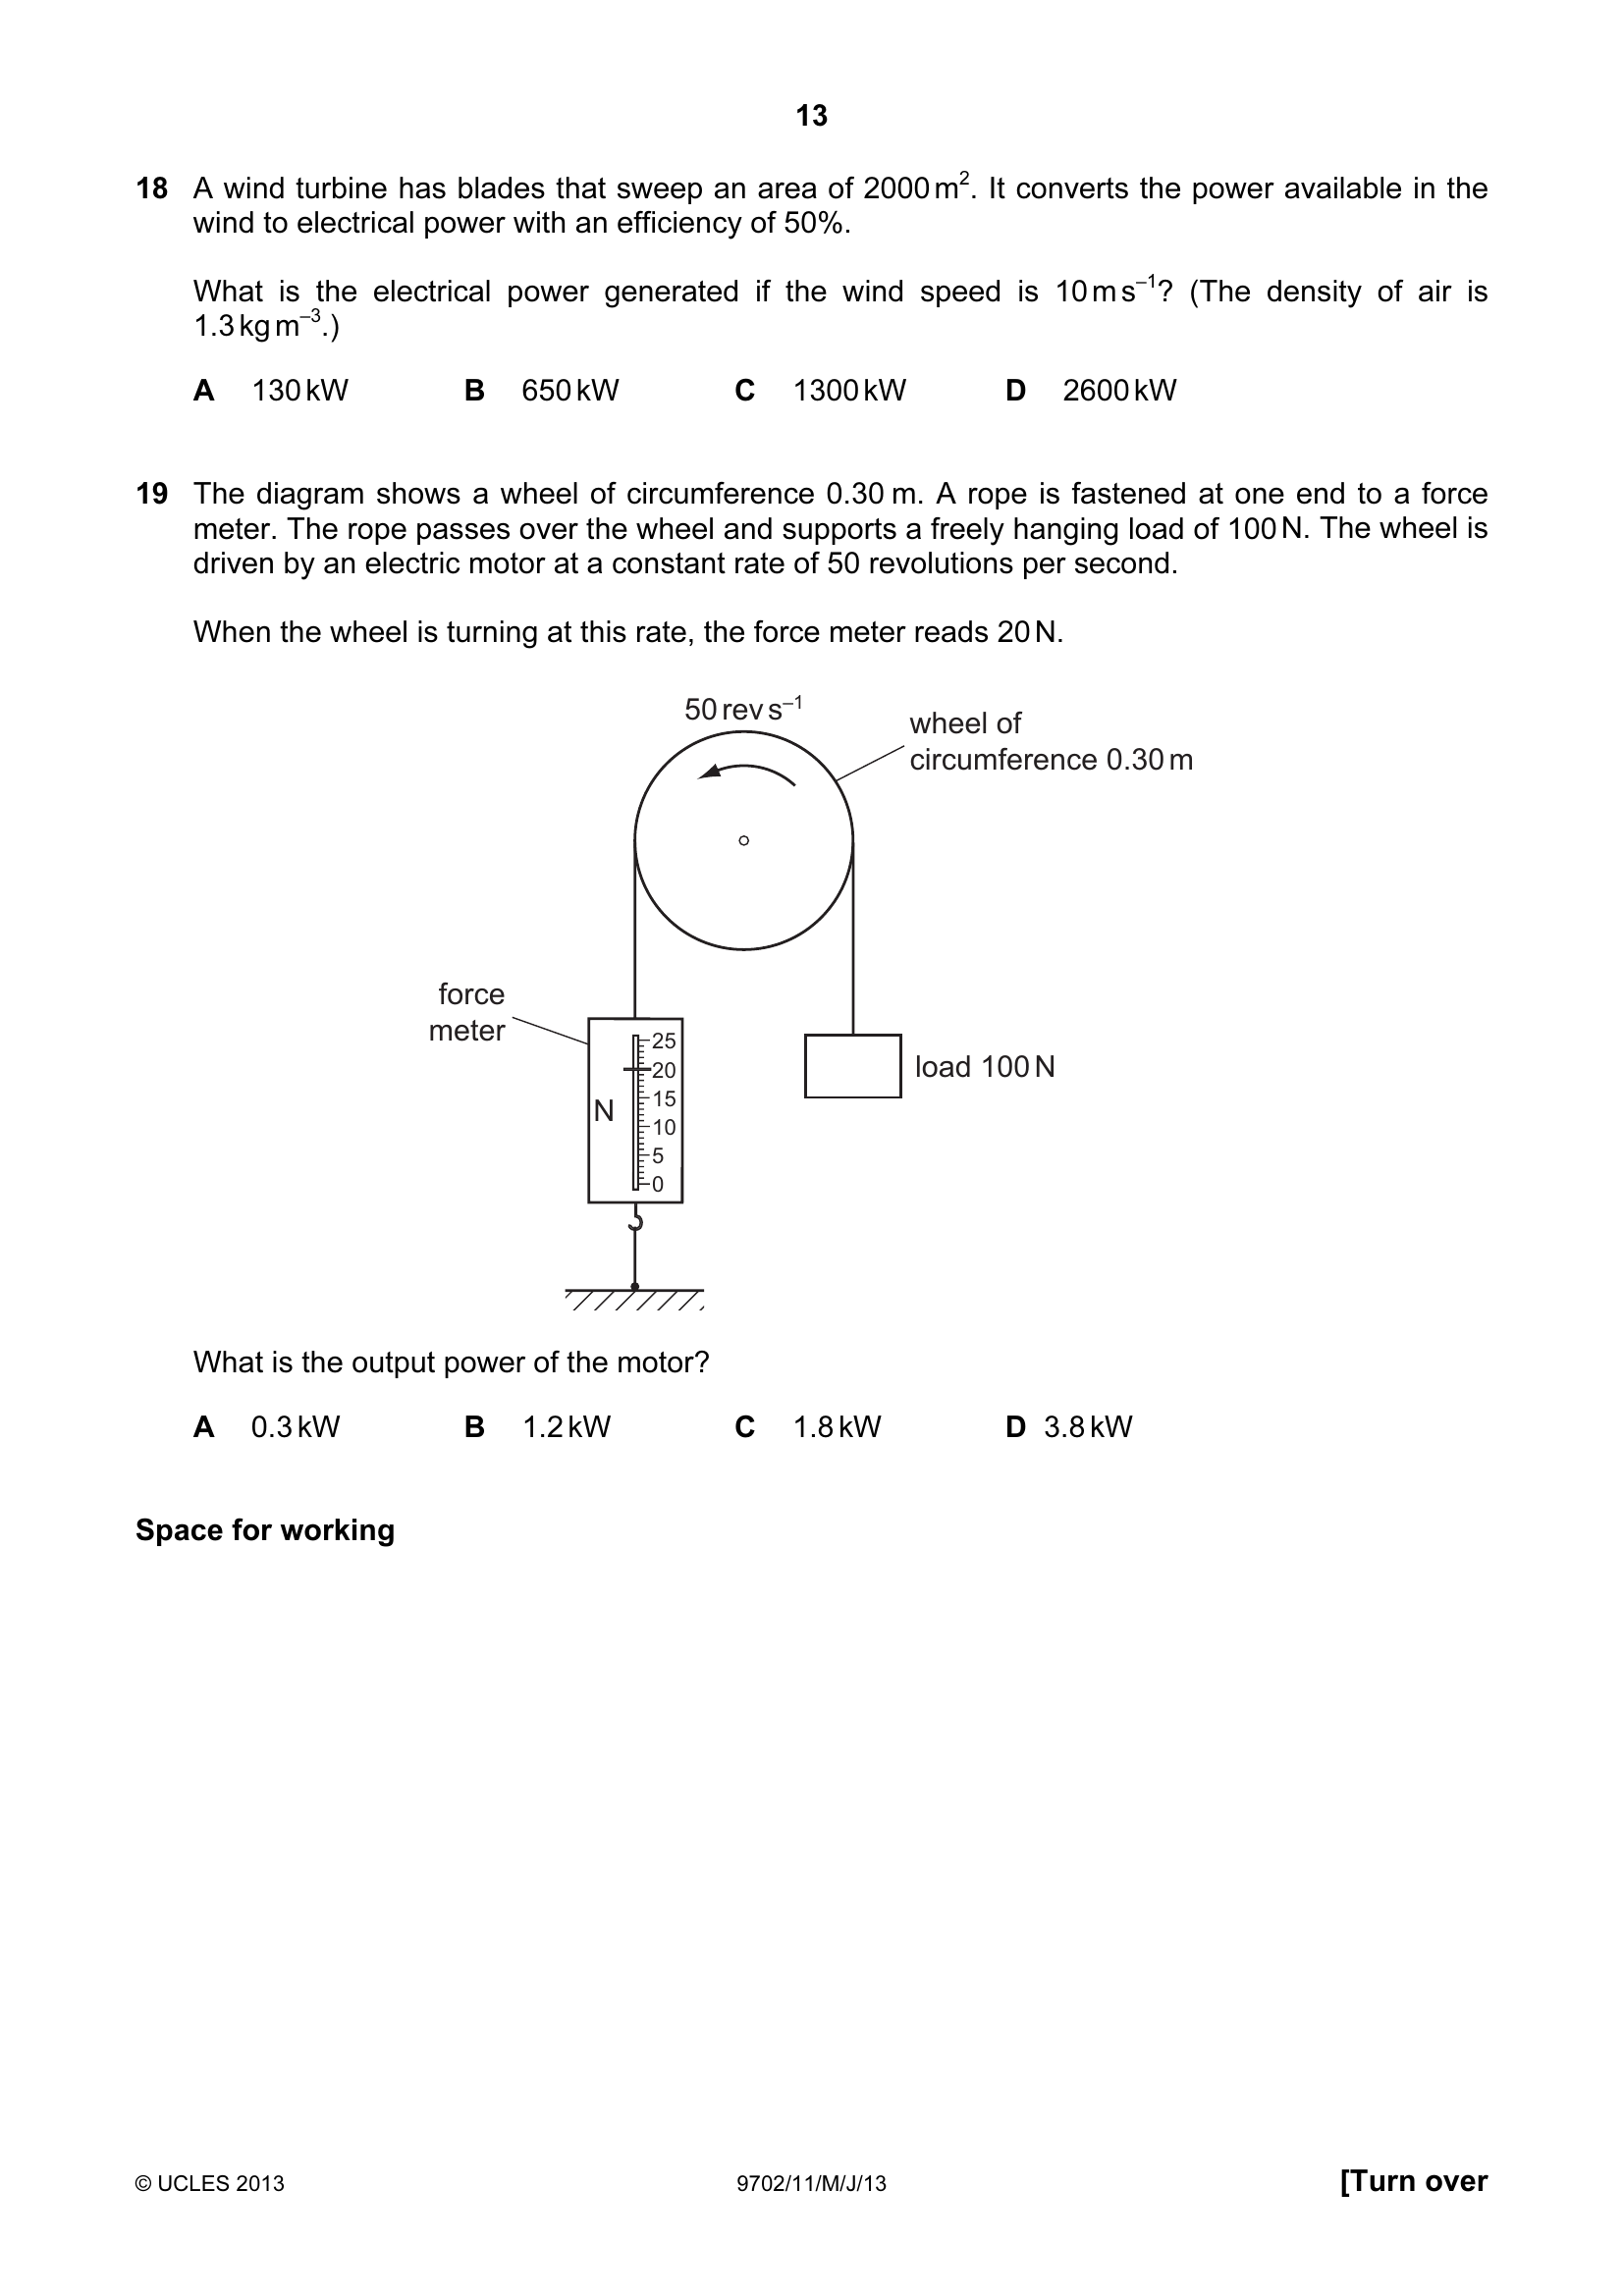 13
18 A wind turbine has blades that sweep an area of 2000 m². It converts the power available in the
wind to electrical power with an efficiency of 50%.
What is the electrical power generated if the wind speed is 10 m s⁻¹? (The density of air is
1.3 kg m⁻³.)
A 130 kW B 650 kW C 1300 kW D 2600 kW
19 The diagram shows a wheel of circumference 0.30 m. A rope is fastened at one end to a force
meter. The rope passes over the wheel and supports a freely hanging load of 100 N. The wheel is
driven by an electric motor at a constant rate of 50 revolutions per second.
When the wheel is turning at this rate, the force meter reads 20 N.
50 rev s⁻¹
wheel of
circumference 0.30 m
force
meter
25
20
15
N
10
5
0
load 100 N
What is the output power of the motor?
A 0.3 kW B 1.2 kW C 1.8 kW D 3.8 kW
Space for working
© UCLES 2013 9702/11/M/J/13 [Turn over